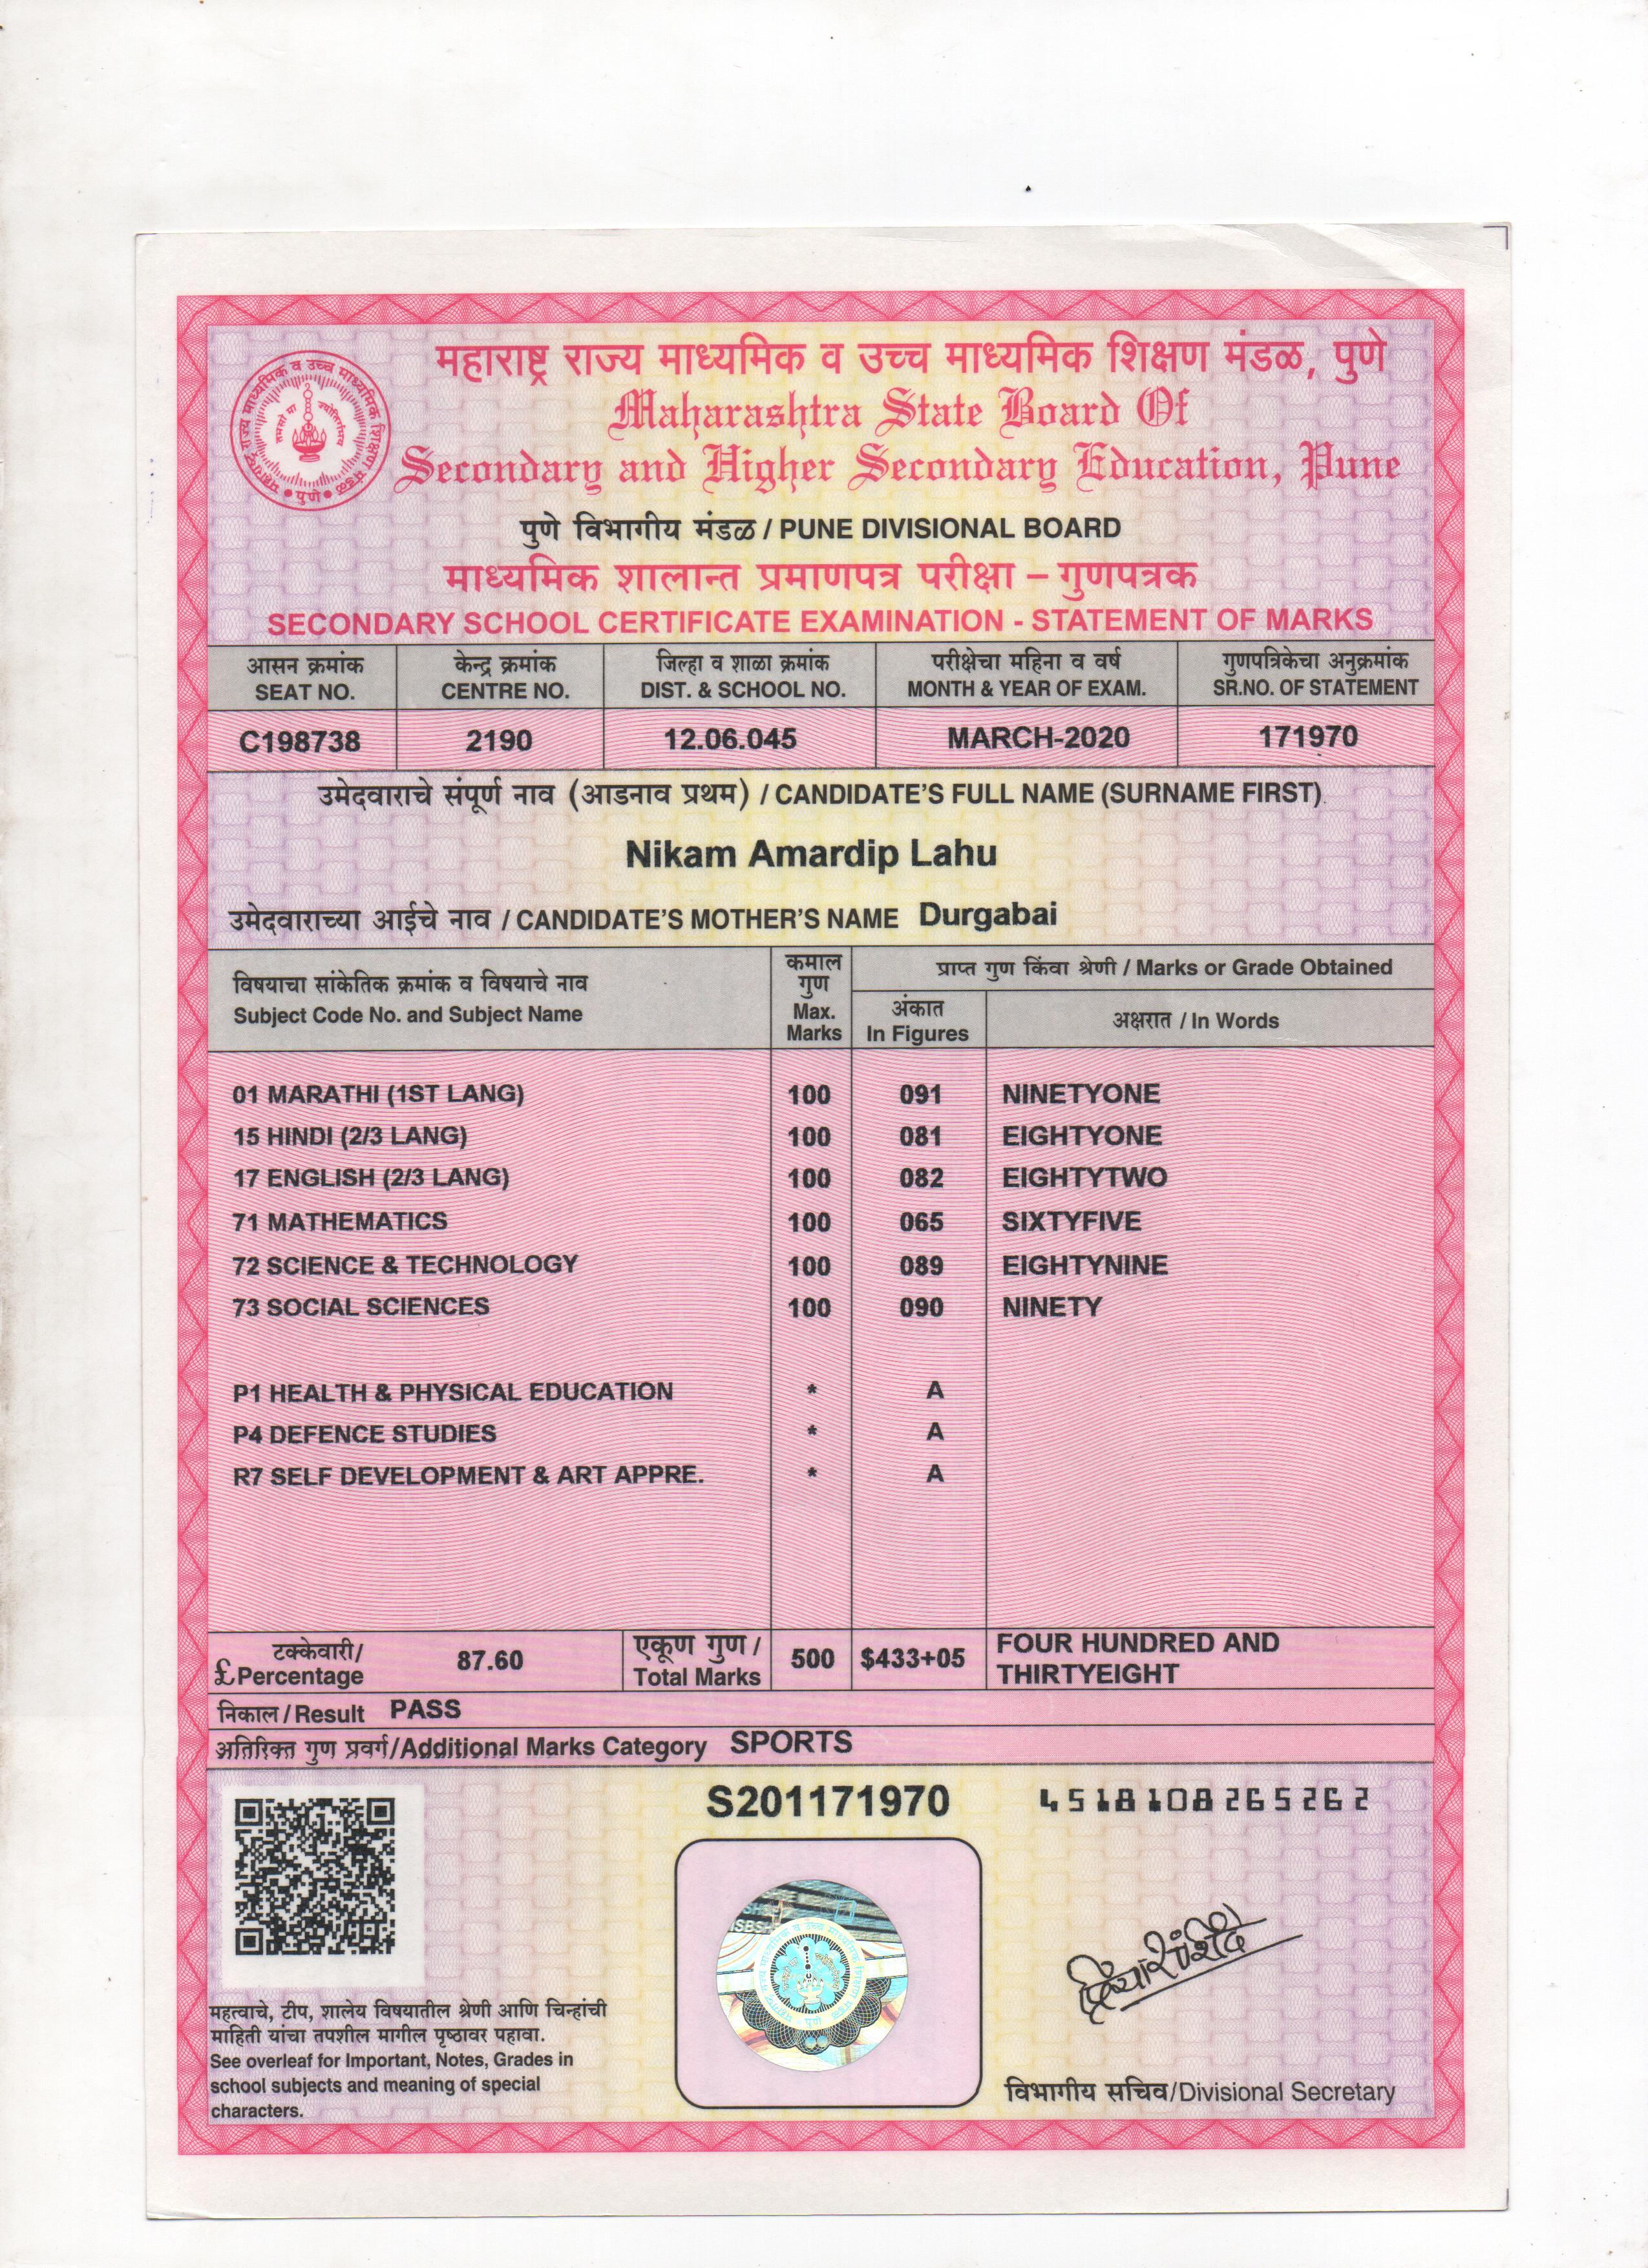 महाराष्ट्र राज्य माध्यमिक व उच्च माध्यमिक शिक्षण मंडळ, पुणे
Maharashtra State Board Of
Secondary and Higher Secondary Education, Pune
महाराष्ट्र राज्य माध्यमिक व उच्च माध्यमिक शिक्षण मंडळ • पुणे •
तमसो मा ज्योतिर्गमय
पुणे विभागीय मंडळ / PUNE DIVISIONAL BOARD
माध्यमिक शालान्त प्रमाणपत्र परीक्षा – गुणपत्रक
SECONDARY SCHOOL CERTIFICATE EXAMINATION - STATEMENT OF MARKS
आसन क्रमांक केन्द्र क्रमांक जिल्हा व शाळा क्रमांक परीक्षेचा महिना व वर्ष गुणपत्रिकेचा अनुक्रमांक
SEAT NO. CENTRE NO. DIST. & SCHOOL NO. MONTH & YEAR OF EXAM. SR.NO. OF STATEMENT
C198738 2190 12.06.045 MARCH-2020 171970
उमेदवाराचे संपूर्ण नाव (आडनाव प्रथम) / CANDIDATE'S FULL NAME (SURNAME FIRST)
Nikam Amardip Lahu
उमेदवाराच्या आईचे नाव / CANDIDATE'S MOTHER'S NAME Durgabai
विषयाचा सांकेतिक क्रमांक व विषयाचे नाव
Subject Code No. and Subject Name
कमाल
गुण
Max.
Marks
प्राप्त गुण किंवा श्रेणी / Marks or Grade Obtained
अंकात
In Figures
अक्षरात / In Words
01 MARATHI (1ST LANG) 100 091 NINETYONE
15 HINDI (2/3 LANG) 100 081 EIGHTYONE
17 ENGLISH (2/3 LANG) 100 082 EIGHTYTWO
71 MATHEMATICS 100 065 SIXTYFIVE
72 SCIENCE & TECHNOLOGY 100 089 EIGHTYNINE
73 SOCIAL SCIENCES 100 090 NINETY
P1 HEALTH & PHYSICAL EDUCATION * A
P4 DEFENCE STUDIES * A
R7 SELF DEVELOPMENT & ART APPRE. * A
टक्केवारी/
£Percentage
87.60
एकूण गुण /
Total Marks
500 $433+05
FOUR HUNDRED AND
THIRTYEIGHT
निकाल / Result PASS
अतिरिक्त गुण प्रवर्ग/Additional Marks Category SPORTS
S201171970
4518108265262
महत्वाचे, टीप, शालेय विषयातील श्रेणी आणि चिन्हांची
माहिती यांचा तपशील मागील पृष्ठावर पहावा.
See overleaf for Important, Notes, Grades in
school subjects and meaning of special
characters.
विभागीय सचिव/Divisional Secretary